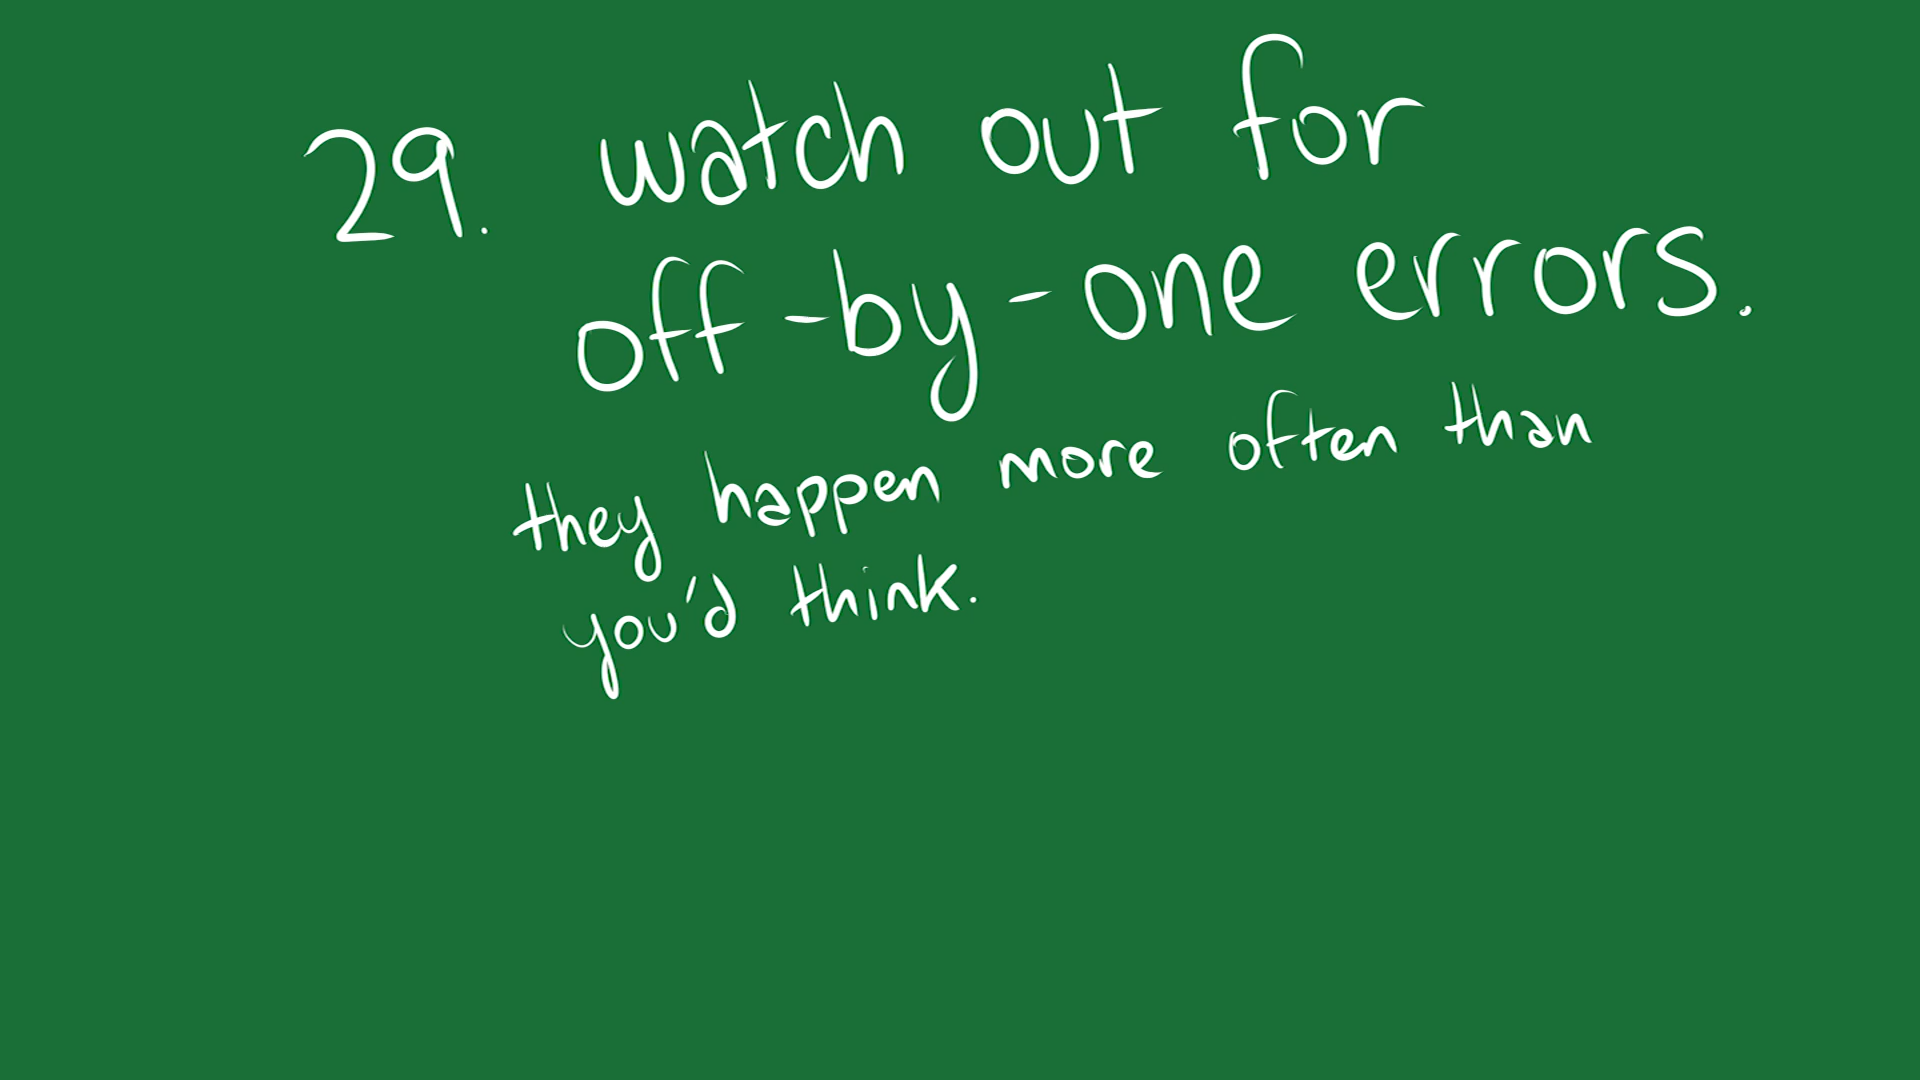 29. watch out for
off-by-one errors.
they happen more often than
you'd think.